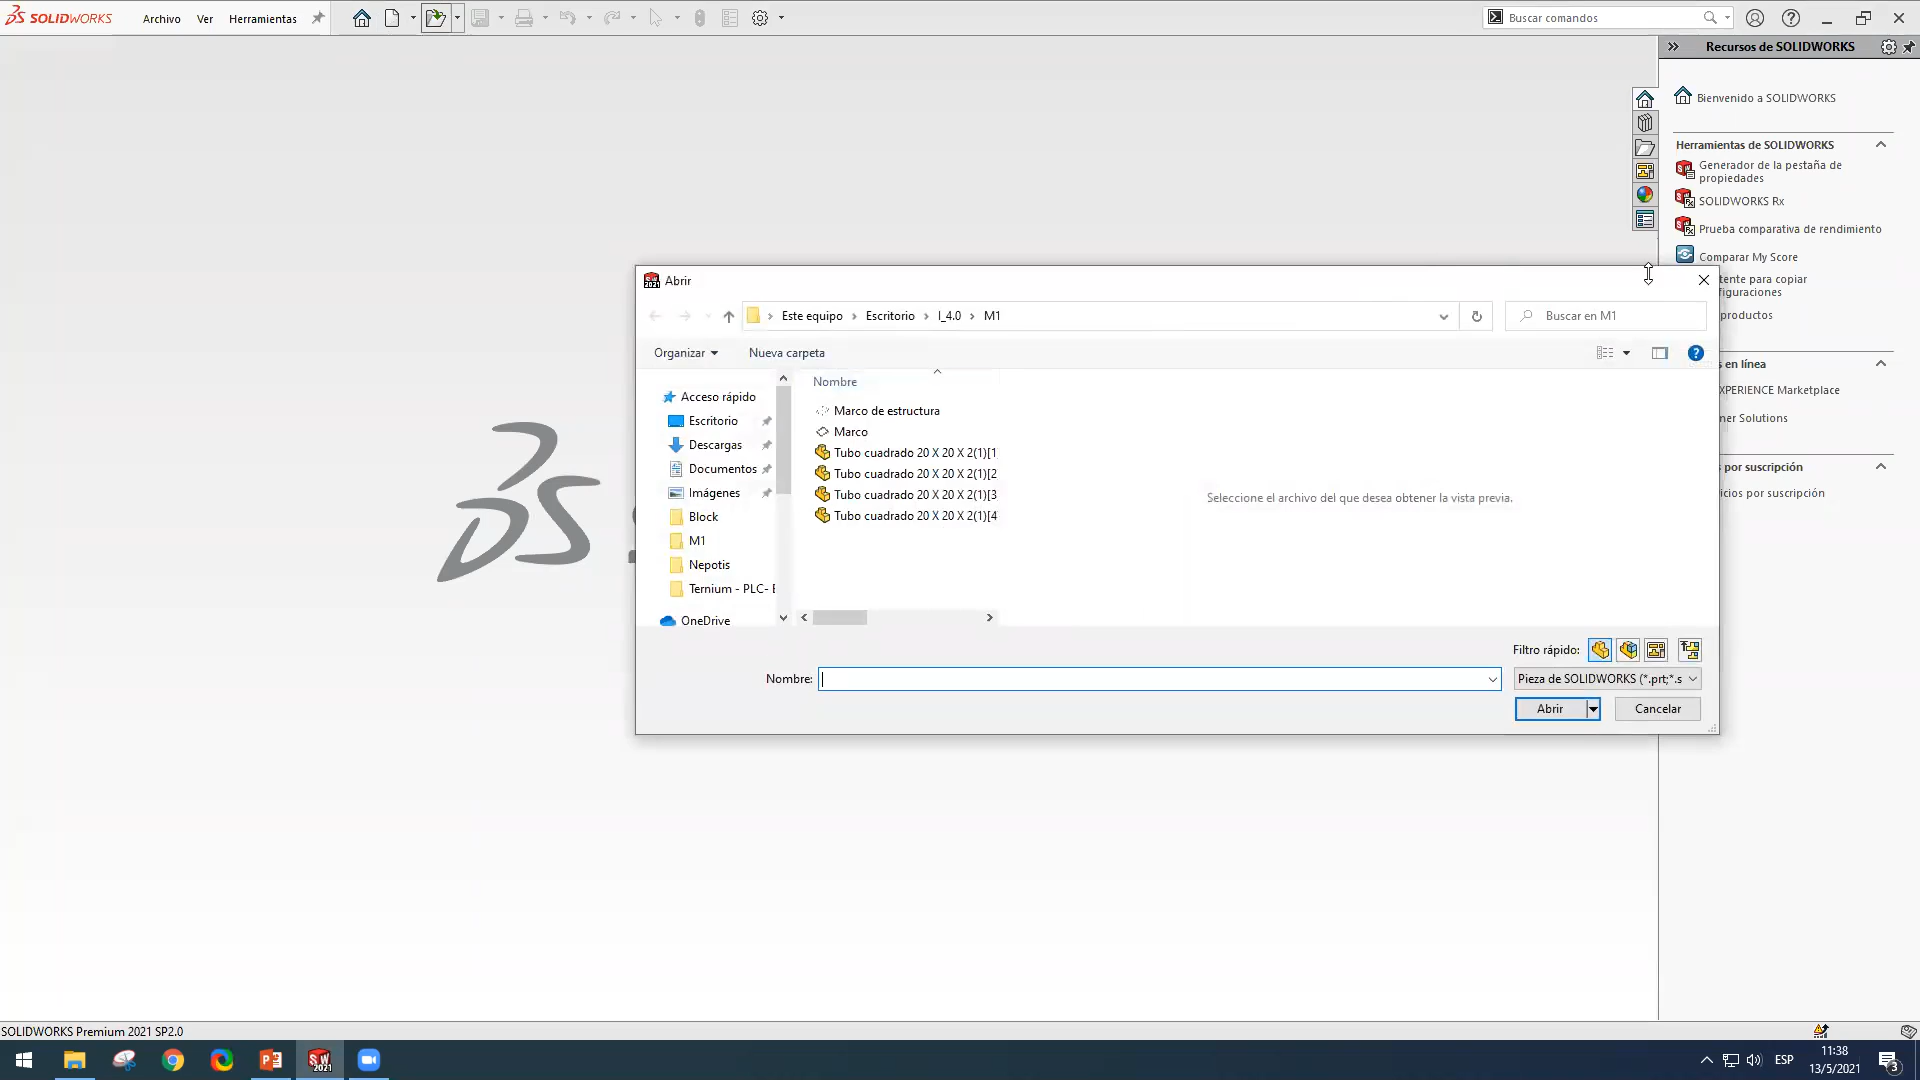 SOLIDWORKS
Archivo
Ver
Herramientas
Buscar comandos
Recursos de SOLIDWORKS
Bienvenido a SOLIDWORKS
Herramientas de SOLIDWORKS
Generador de la pestaña de
propiedades
SOLIDWORKS Rx
Prueba comparativa de rendimiento
Comparar My Score
tente para copiar
figuraciones
productos
s en línea
XPERIENCE Marketplace
ner Solutions
s por suscripción
icios por suscripción
Abrir
Este equipo
Escritorio
I_4.0
M1
Buscar en M1
Organizar
Nueva carpeta
Acceso rápido
Escritorio
Descargas
Documentos
Imágenes
Block
M1
Nepotis
Ternium - PLC- E
OneDrive
Nombre
Marco de estructura
Marco
Tubo cuadrado 20 X 20 X 2(1)[1
Tubo cuadrado 20 X 20 X 2(1)[2
Tubo cuadrado 20 X 20 X 2(1)[3
Tubo cuadrado 20 X 20 X 2(1)[4
Seleccione el archivo del que desea obtener la vista previa.
Filtro rápido:
Nombre:
Pieza de SOLIDWORKS (*.prt;*.s
Abrir
Cancelar
SOLIDWORKS Premium 2021 SP2.0
ESP
11:38
13/5/2021
3